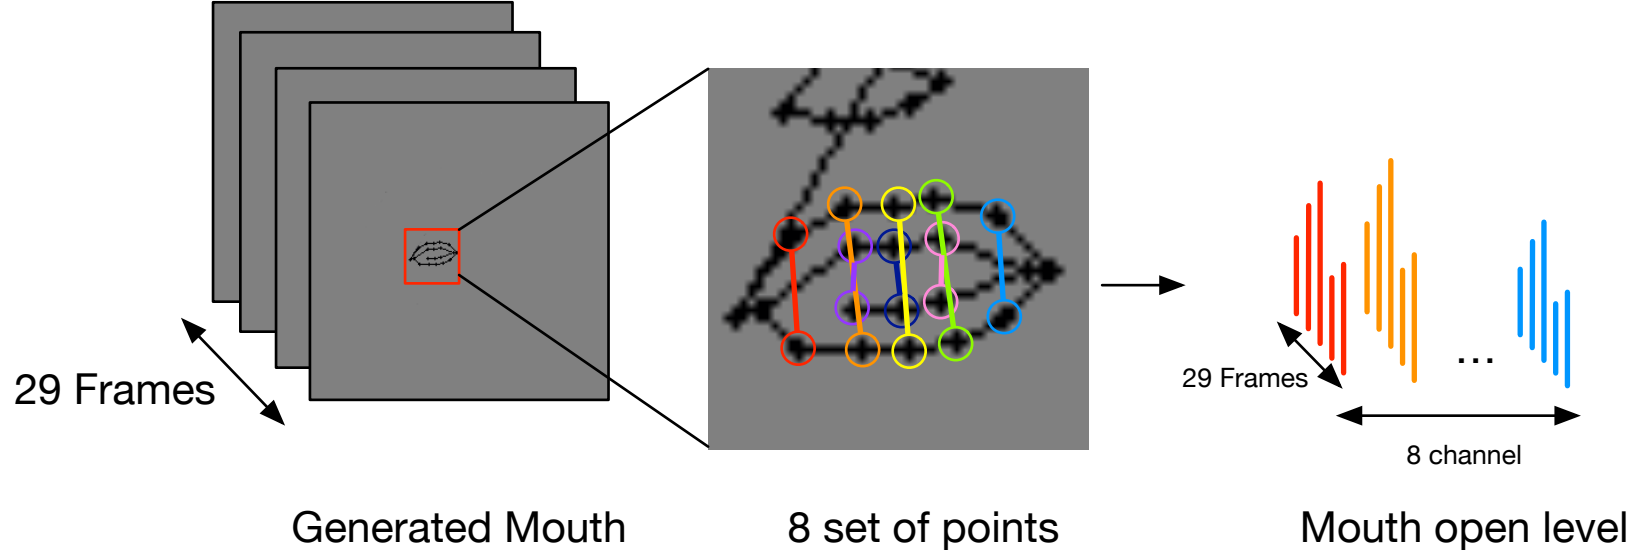 29 Frames
Generated Mouth
8 set of points
...
29 Frames
8 channel
Mouth open level